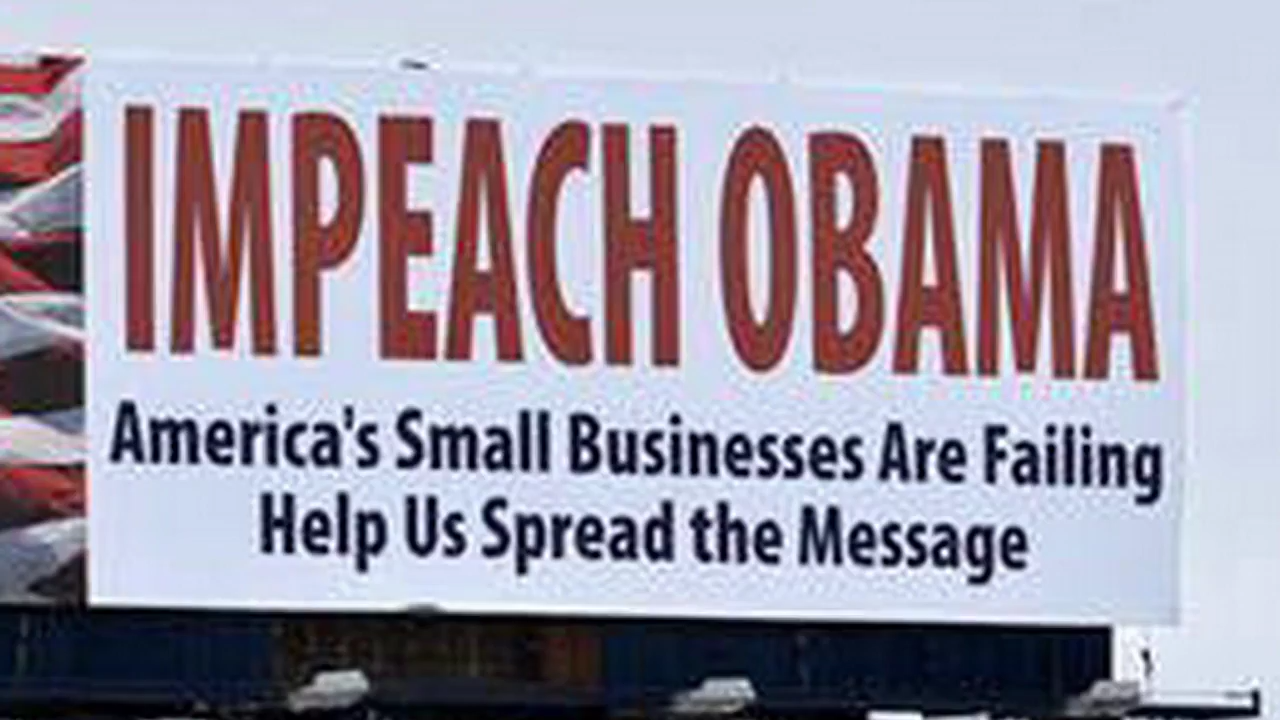 IMPEACH OBAMA
America's Small Businesses Are Failing
Help Us Spread the Message